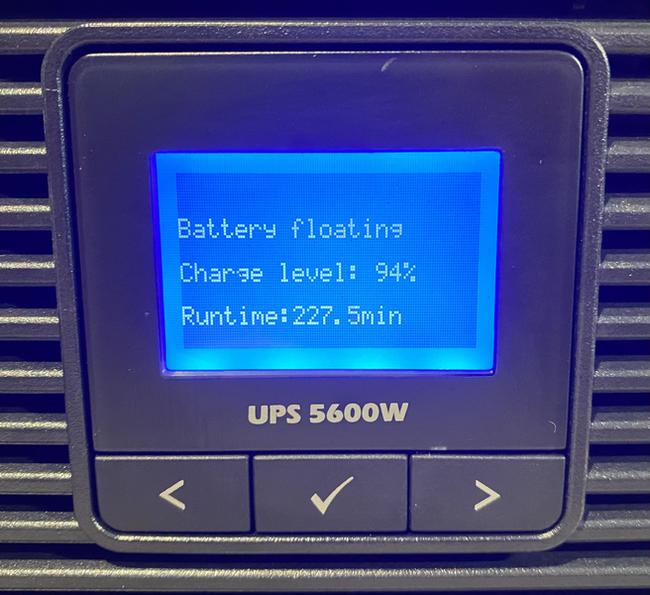 Battery floating
Charge level: 94%
Runtime:227.5min
UPS 5600W
< ✓ >